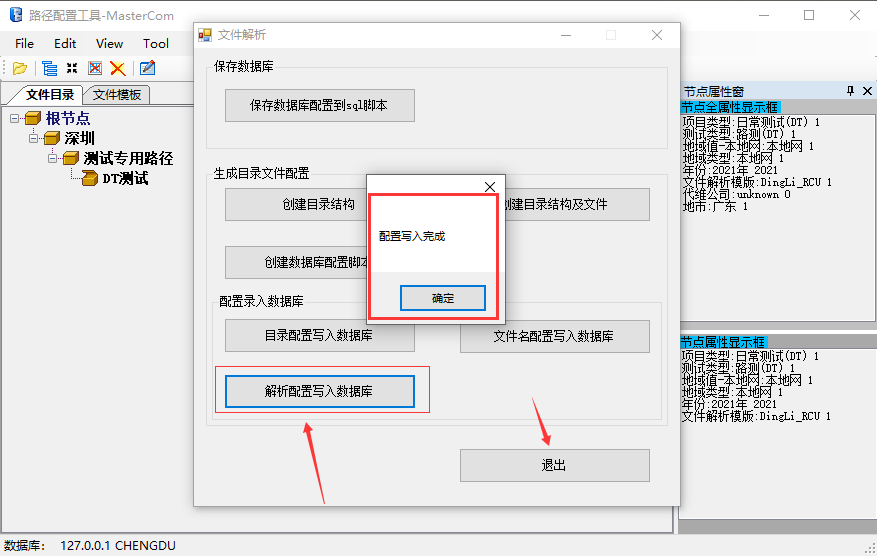 路径配置工具-MasterCom
File Edit View Tool
文件目录 文件模板
根节点
深圳
测试专用路径
DT测试
文件解析
保存数据库
保存数据库配置到sql脚本
生成目录文件配置
创建目录结构
建目录结构及文件
创建数据库配置脚本
配置录入数据库
目录配置写入数据库
文件名配置写入数据库
解析配置写入数据库
退出
配置写入完成
确定
节点属性窗
节点全属性显示框
项目类型:日常测试(DT) 1
测试类型:路测(DT) 1
地域值-本地网:本地网 1
地域类型:本地网 1
年份:2021年 2021
文件解析模版:DingLi_RCU 1
代维公司:unknown 0
地市:广东 1
节点属性显示框
项目类型:日常测试(DT) 1
测试类型:路测(DT) 1
地域值-本地网:本地网 1
地域类型:本地网 1
年份:2021年 2021
文件解析模版:DingLi_RCU 1
数据库: 127.0.0.1 CHENGDU